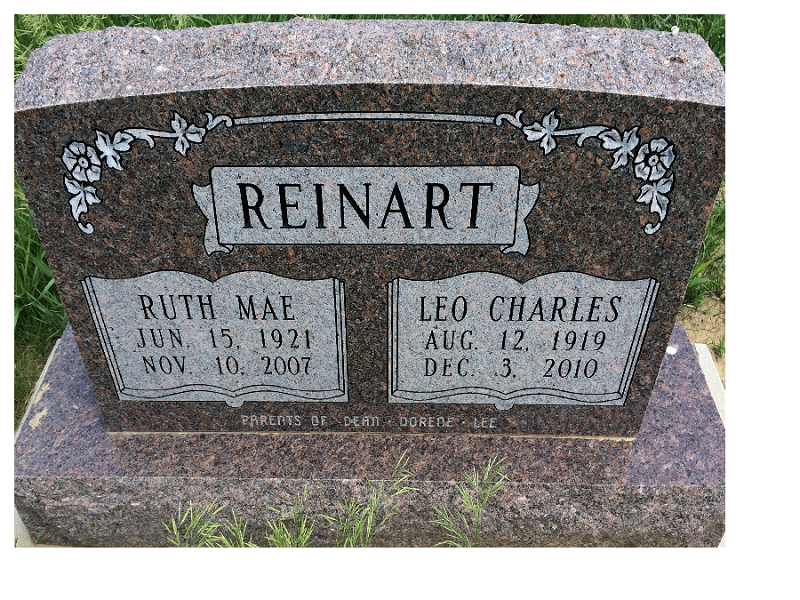 REINART
RUTH MAE
JUN. 15, 1921
NOV. 10, 2007
LEO CHARLES
AUG. 12, 1919
DEC. 3, 2010
PARENTS OF DEAN · DORENE · LEE